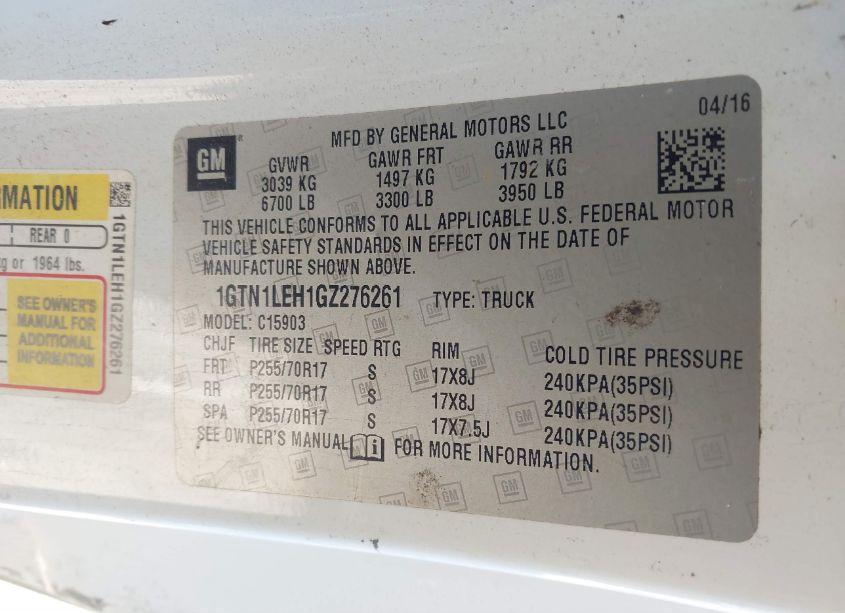 RMATION
REAR 0
g or 1964 lbs.
SEE OWNER'S
MANUAL FOR
ADDITIONAL
INFORMATION
1GTN1LEH1GZ276261
GM
MFD BY GENERAL MOTORS LLC
04/16
GVWR GAWR FRT GAWR RR
3039 KG 1497 KG 1792 KG
6700 LB 3300 LB 3950 LB
THIS VEHICLE CONFORMS TO ALL APPLICABLE U.S. FEDERAL MOTOR
VEHICLE SAFETY STANDARDS IN EFFECT ON THE DATE OF
MANUFACTURE SHOWN ABOVE.
1GTN1LEH1GZ276261 TYPE: TRUCK
MODEL: C15903
CHJF TIRE SIZE SPEED RTG RIM COLD TIRE PRESSURE
FRT P255/70R17 S 17X8J 240KPA(35PSI)
RR P255/70R17 S 17X8J 240KPA(35PSI)
SPA P255/70R17 S 17X7.5J 240KPA(35PSI)
SEE OWNER'S MANUAL FOR MORE INFORMATION.